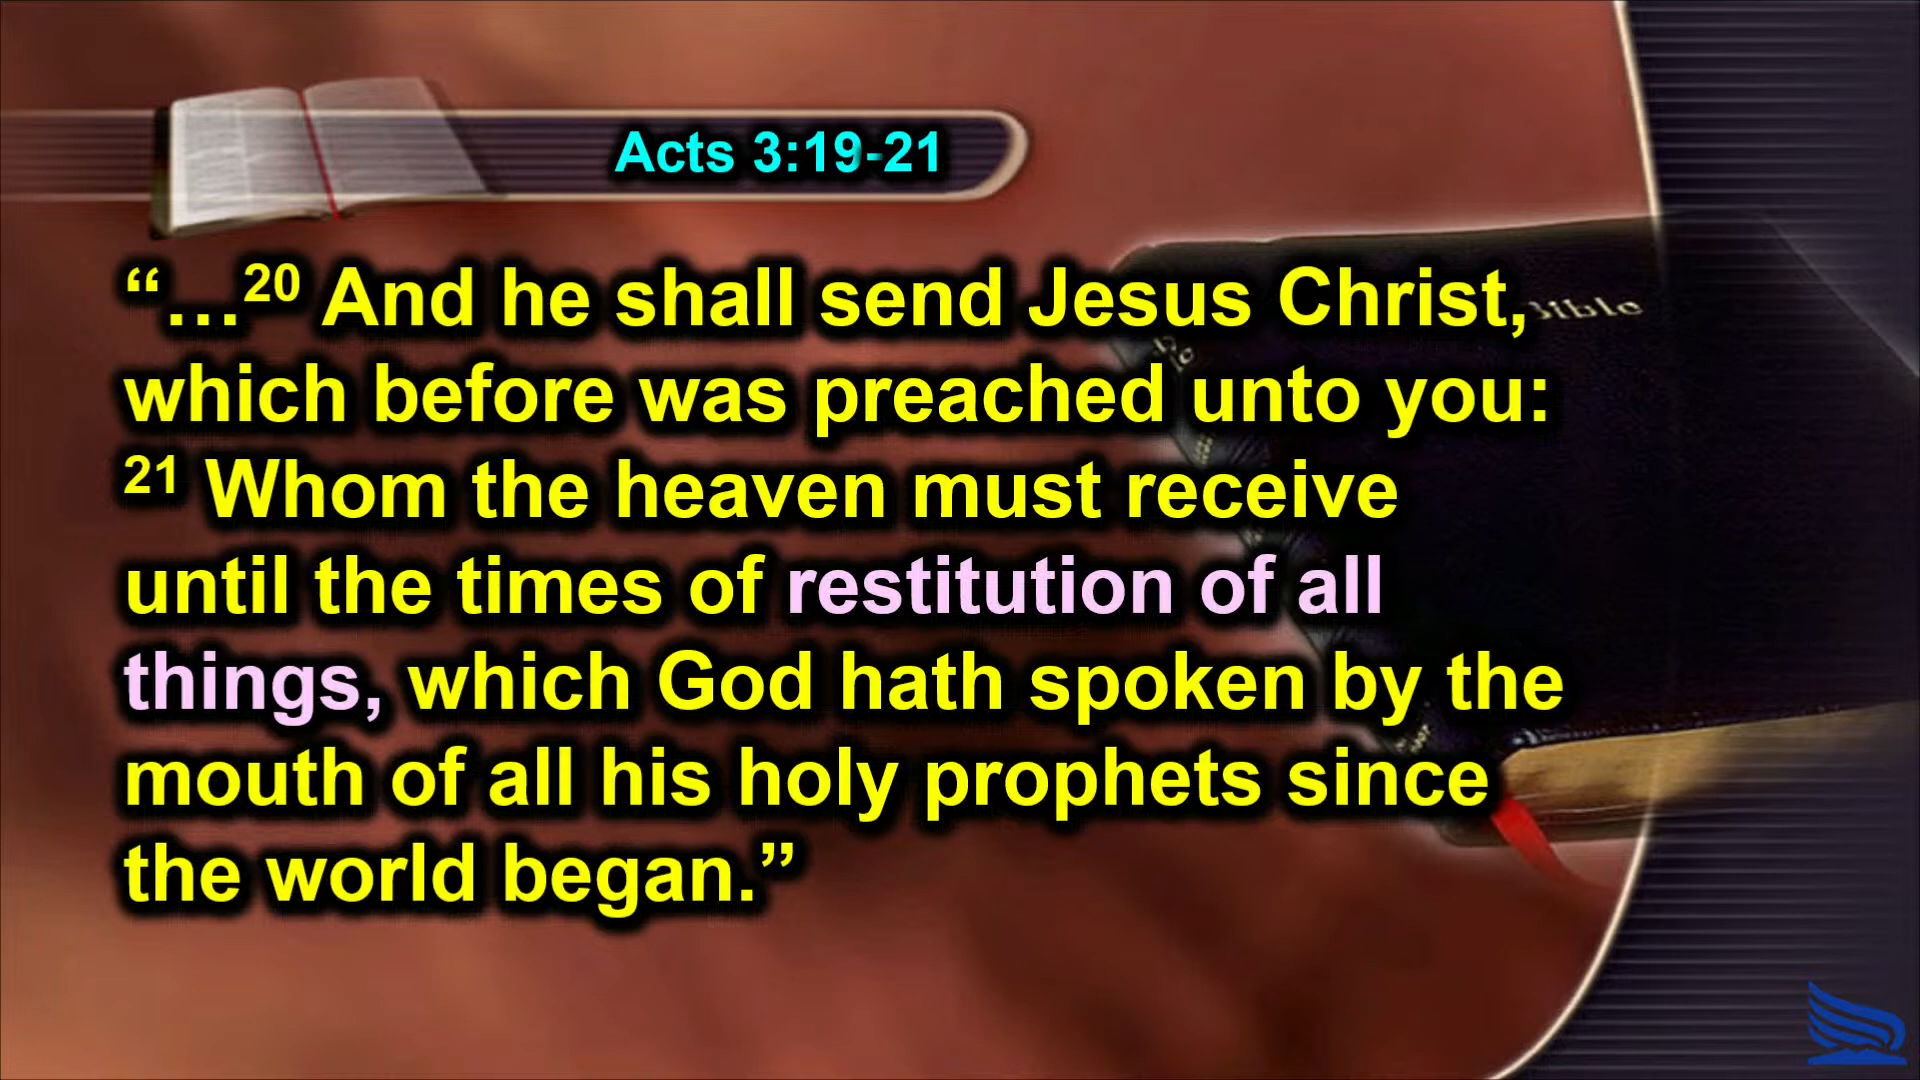 Acts 3:19-21
“…20 And he shall send Jesus Christ,
which before was preached unto you:
21 Whom the heaven must receive
until the times of restitution of all
things, which God hath spoken by the
mouth of all his holy prophets since
the world began.”
Bible